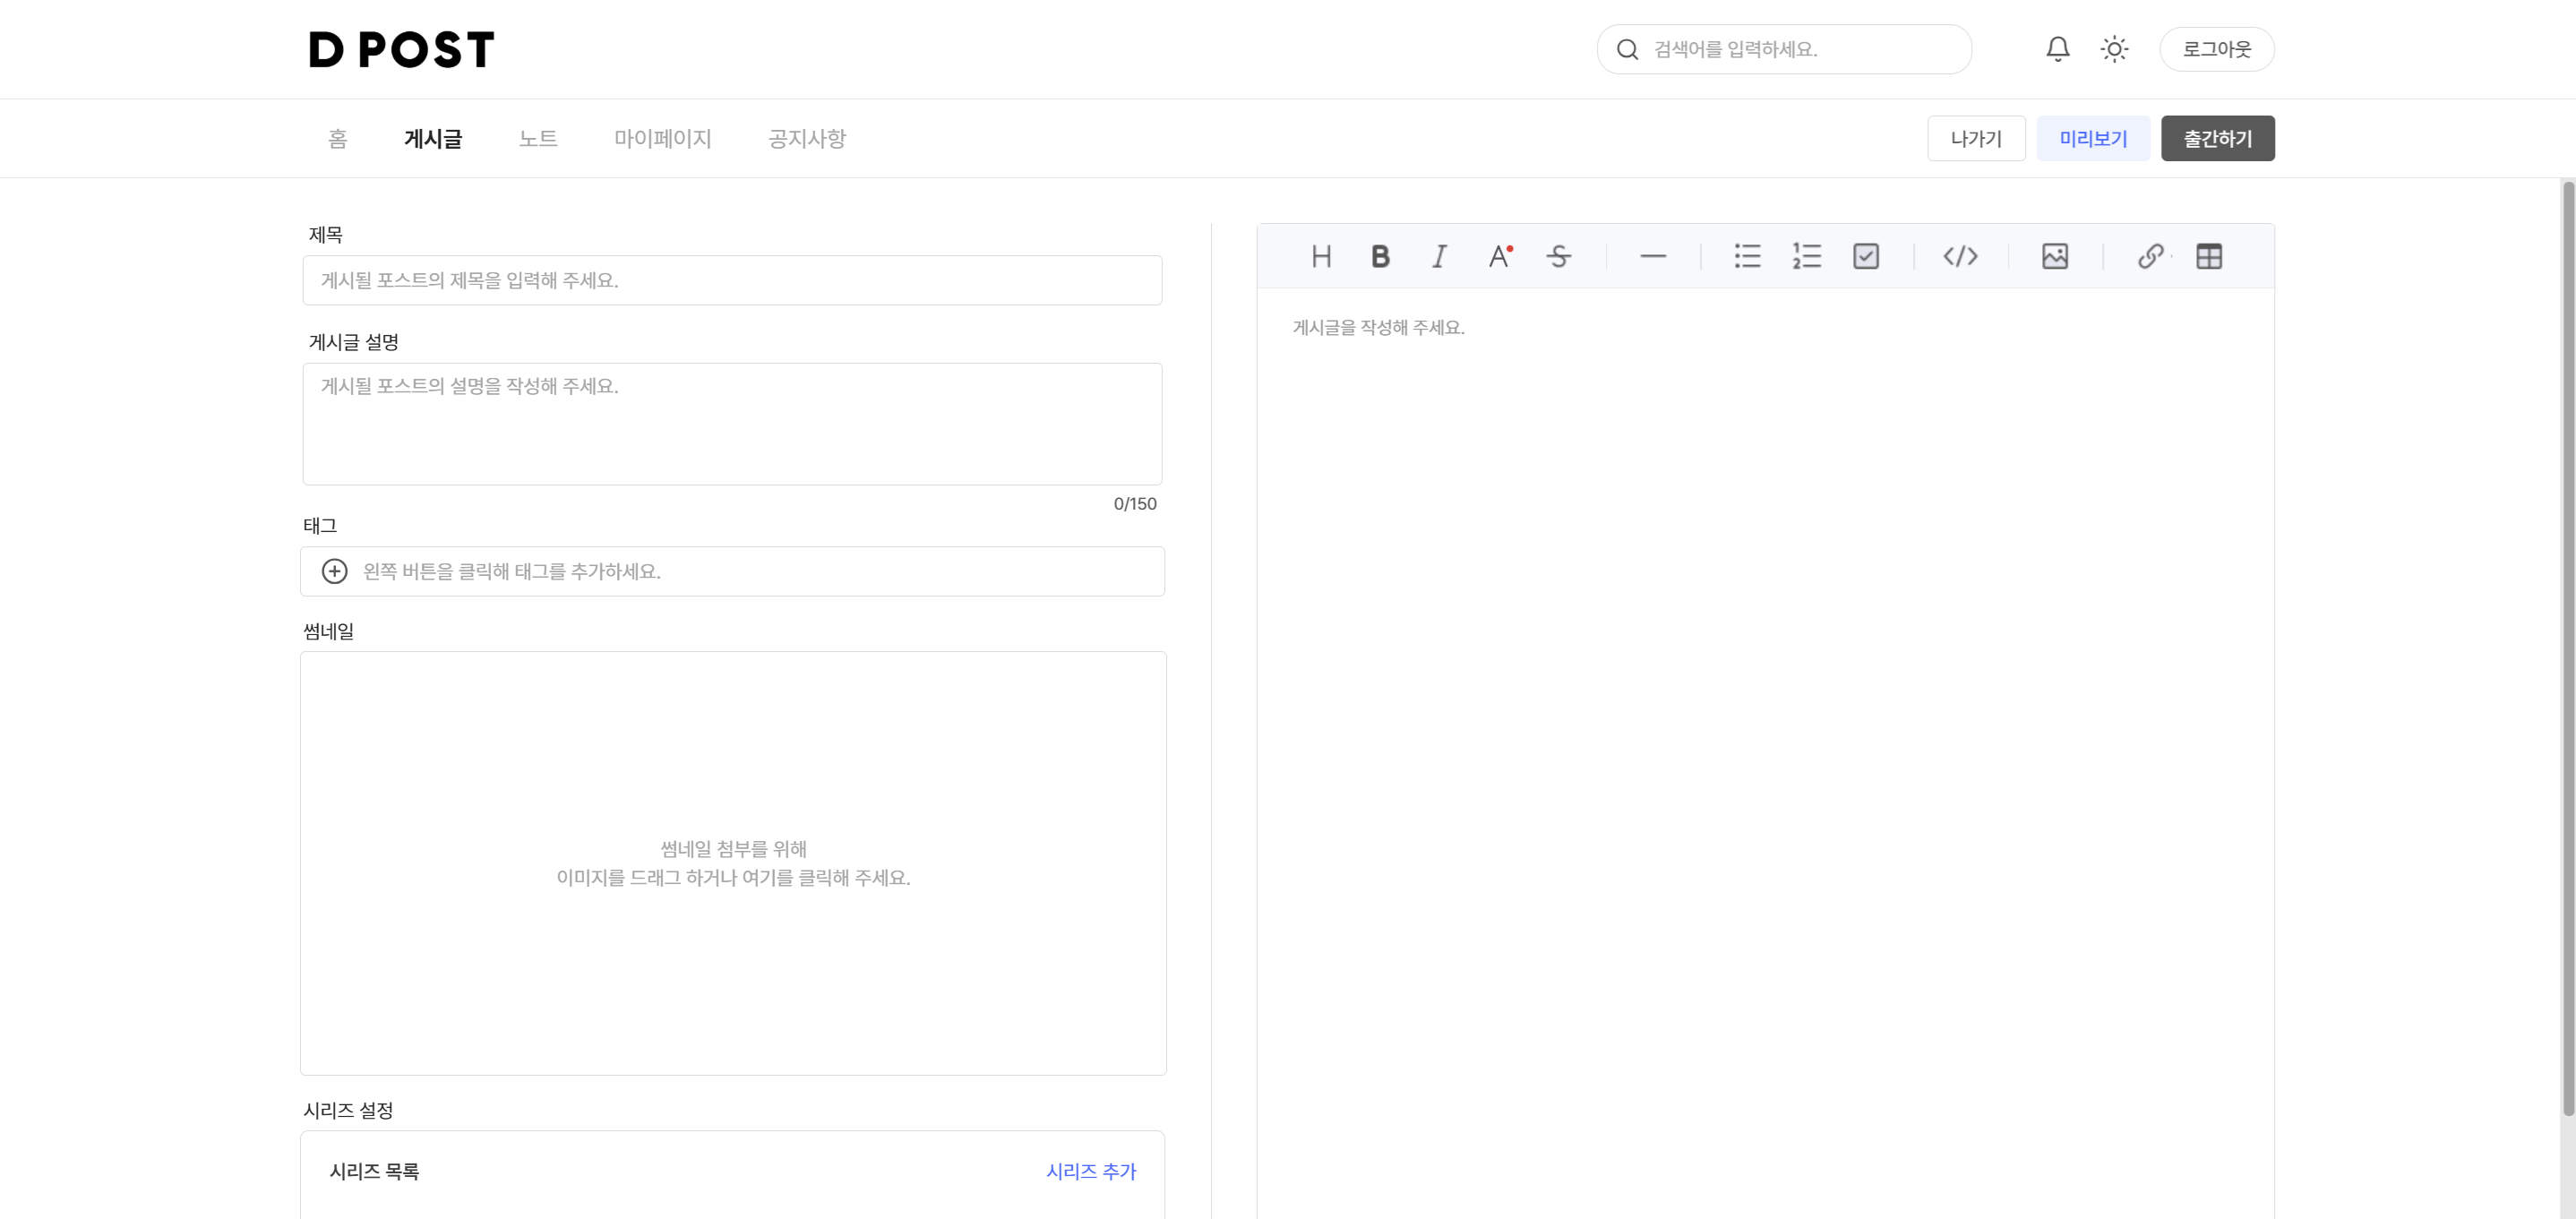 D POST
검색어를 입력하세요.
로그아웃
홈 게시글 노트 마이페이지 공지사항
나가기 미리보기 출간하기
제목
게시될 포스트의 제목을 입력해 주세요.
게시글 설명
게시될 포스트의 설명을 작성해 주세요.
0/150
태그
왼쪽 버튼을 클릭해 태그를 추가하세요.
썸네일
썸네일 첨부를 위해
이미지를 드래그 하거나 여기를 클릭해 주세요.
시리즈 설정
시리즈 목록 시리즈 추가
H B I A S
게시글을 작성해 주세요.